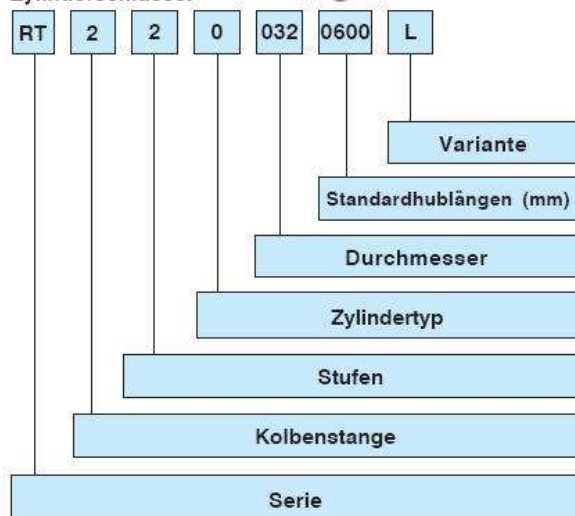 RT 2 2 0 032 0600 L
Variante
Standardhublängen (mm)
Durchmesser
Zylindertyp
Stufen
Kolbenstange
Serie